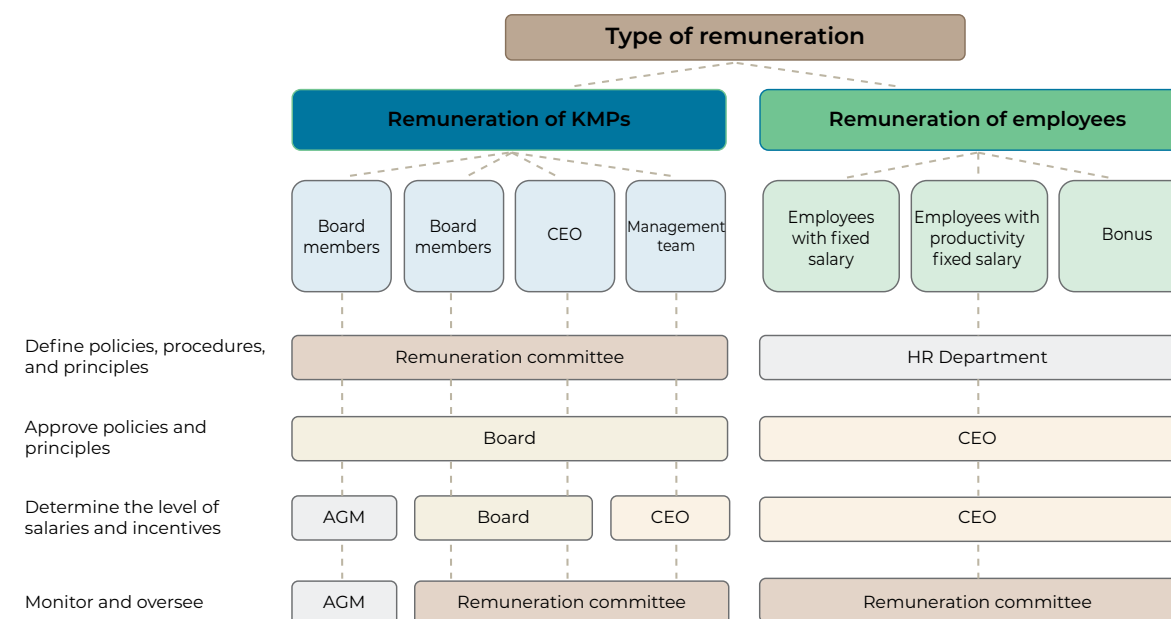 Type of remuneration
Remuneration of KMPs
Remuneration of employees
Board
members
Board
members
CEO
Management
team
Employees
with fixed
salary
Employees with
productivity
fixed salary
Bonus
Define policies, procedures,
and principles
Remuneration committee
HR Department
Approve policies and
principles
Board
CEO
Determine the level of
salaries and incentives
AGM
Board
CEO
CEO
Monitor and oversee
AGM
Remuneration committee
Remuneration committee